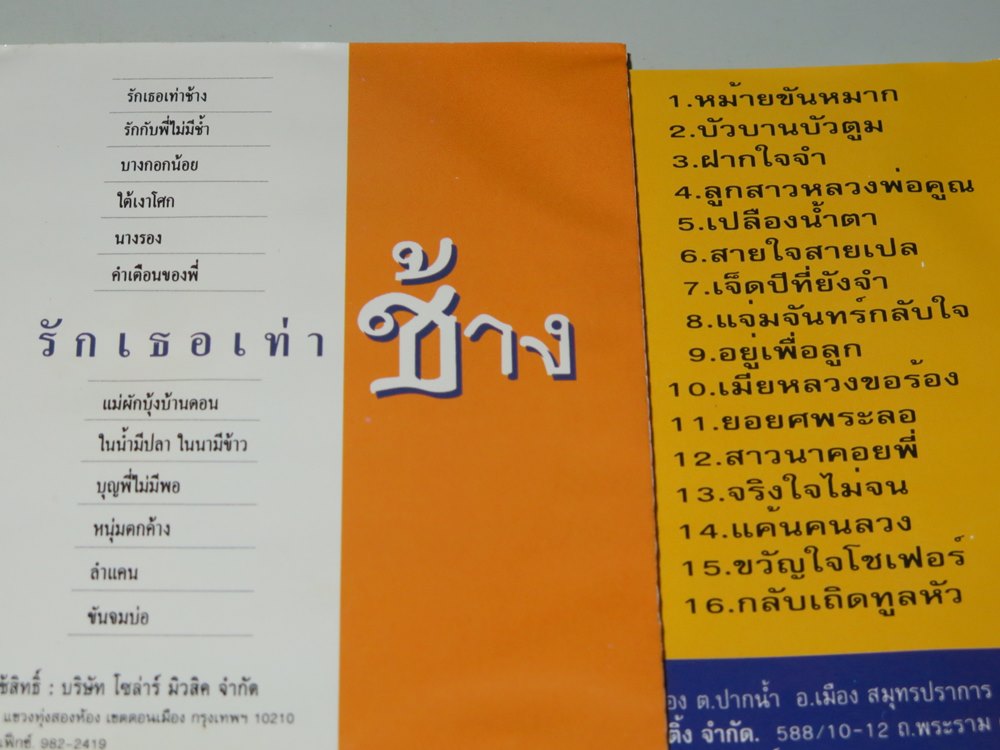 รักเธอเท่าช้าง
รักกับพี่ไม่มีช้ำ
บางกอกน้อย
ใต้เงาโศก
นางรอง
คำเตือนของพี่
รักเธอเท่าช้าง
แม่ผักบุ้งบ้านดอน
ในน้ำมีปลา ในนามีข้าว
บุญพี่ไม่มีพอ
หนุ่มตกค้าง
ลำแคน
ขันจมบ่อ
สิทธิ์ : บริษัท โซล่าร์ มิวสิค จำกัด
แขวงทุ่งสองห้อง เขตดอนเมือง กรุงเทพฯ 10210
982-2419
1.หม้ายขันหมาก
2.บัวบานบัวตูม
3.ฝากใจจำ
4.ลูกสาวหลวงพ่อคูณ
5.เปลืองน้ำตา
6.สายใจสายเปล
7.เจ็ดปีที่ยังจำ
8.แจ่มจันทร์กลับใจ
9.อยู่เพื่อลูก
10.เมียหลวงขอร้อง
11.ยอยศพระลอ
12.สาวนาคอยพี่
13.จริงใจไม่จน
14.แค้นคนลวง
15.ขวัญใจโชเฟอร์
16.กลับเถิดทูลหัว
ต.ปากน้ำ อ.เมือง สมุทรปราการ
จำกัด. 588/10-12 ถ.พระราม